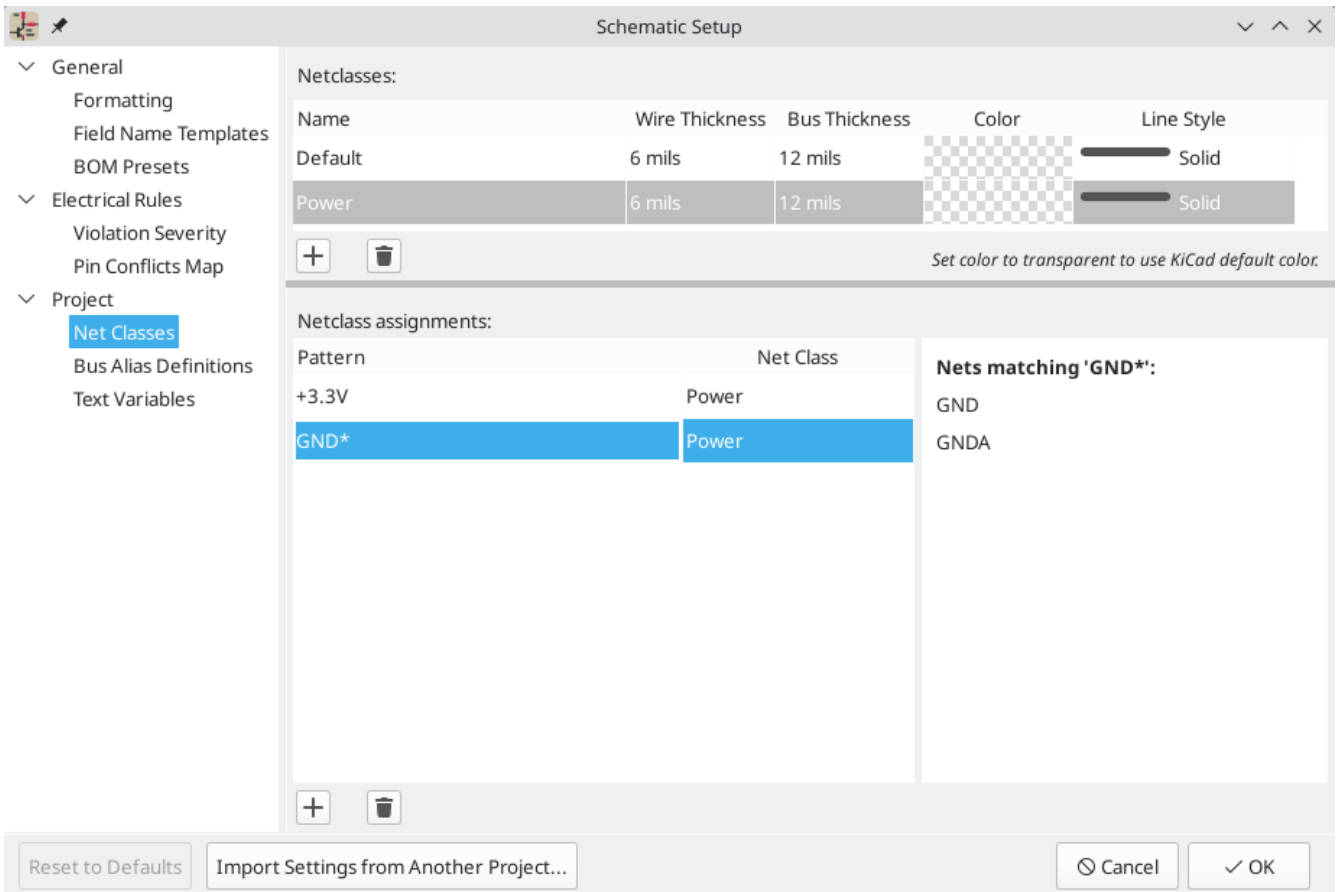 Schematic Setup
General
Formatting
Field Name Templates
BOM Presets
Electrical Rules
Violation Severity
Pin Conflicts Map
Project
Net Classes
Bus Alias Definitions
Text Variables
Netclasses:
Name Wire Thickness Bus Thickness Color Line Style
Default 6 mils 12 mils Solid
Power 6 mils 12 mils Solid
Set color to transparent to use KiCad default color.
Netclass assignments:
Pattern Net Class
+3.3V Power
GND* Power
Nets matching 'GND*':
GND
GNDA
Reset to Defaults Import Settings from Another Project... Cancel OK